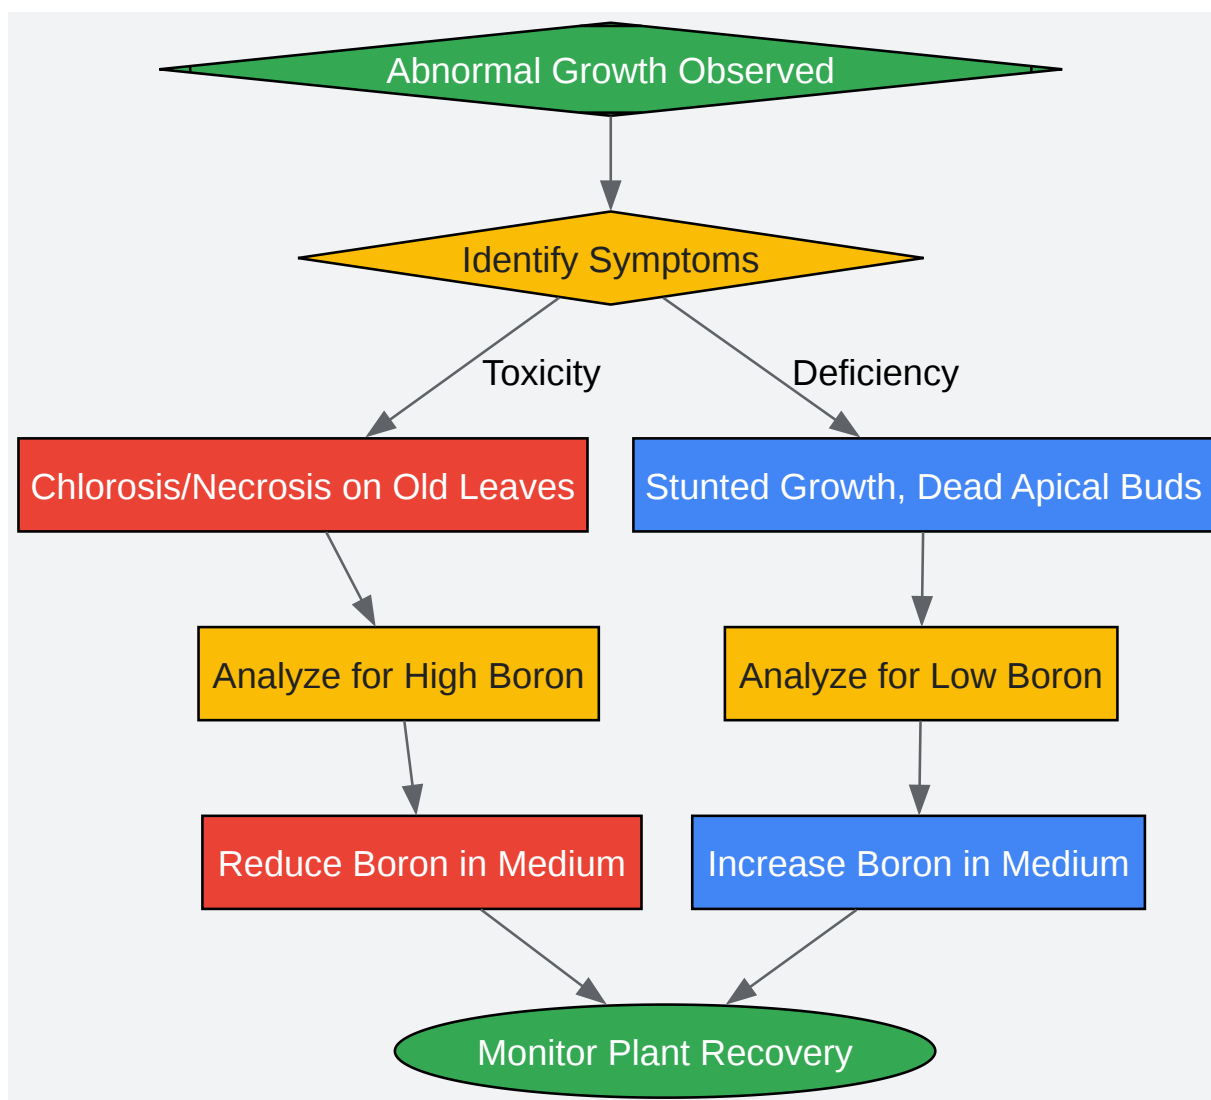 Abnormal Growth Observed
Identify Symptoms
Toxicity
Deficiency
Chlorosis/Necrosis on Old Leaves
Stunted Growth, Dead Apical Buds
Analyze for High Boron
Analyze for Low Boron
Reduce Boron in Medium
Increase Boron in Medium
Monitor Plant Recovery